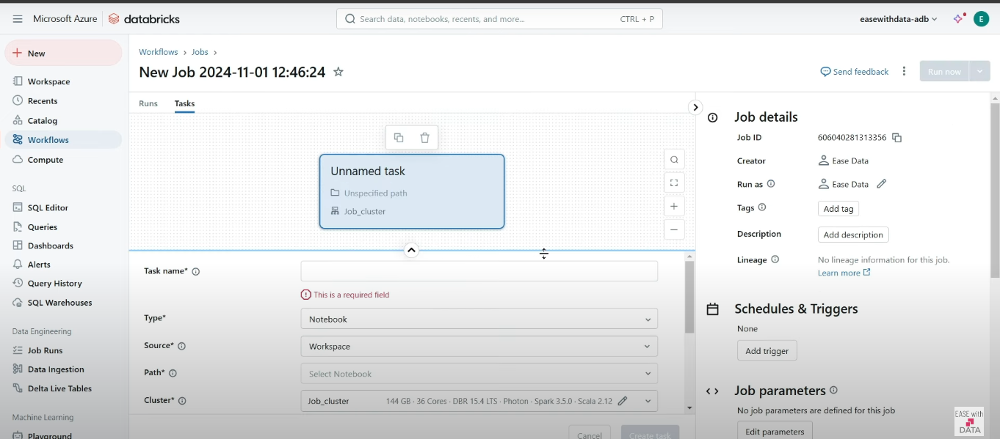 Microsoft Azure databricks
Search data, notebooks, recents, and more... CTRL + P
easewithdata-adb
E
New
Workspace
Recents
Catalog
Workflows
Compute
SQL
SQL Editor
Queries
Dashboards
Alerts
Query History
SQL Warehouses
Data Engineering
Job Runs
Data Ingestion
Delta Live Tables
Machine Learning
Playground
Workflows › Jobs ›
New Job 2024-11-01 12:46:24
Send feedback
Run now
Runs Tasks
Unnamed task
Unspecified path
Job_cluster
Task name*
This is a required field
Type* Notebook
Source* Workspace
Path* Select Notebook
Cluster* Job_cluster 144 GB · 36 Cores · DBR 15.4 LTS · Photon · Spark 3.5.0 · Scala 2.12
Cancel Create task
Job details
Job ID 606040281313356
Creator Ease Data
Run as Ease Data
Tags Add tag
Description Add description
Lineage No lineage information for this job.
Learn more
Schedules & Triggers
None
Add trigger
Job parameters
No job parameters are defined for this job
Edit parameters
EASE with
DATA